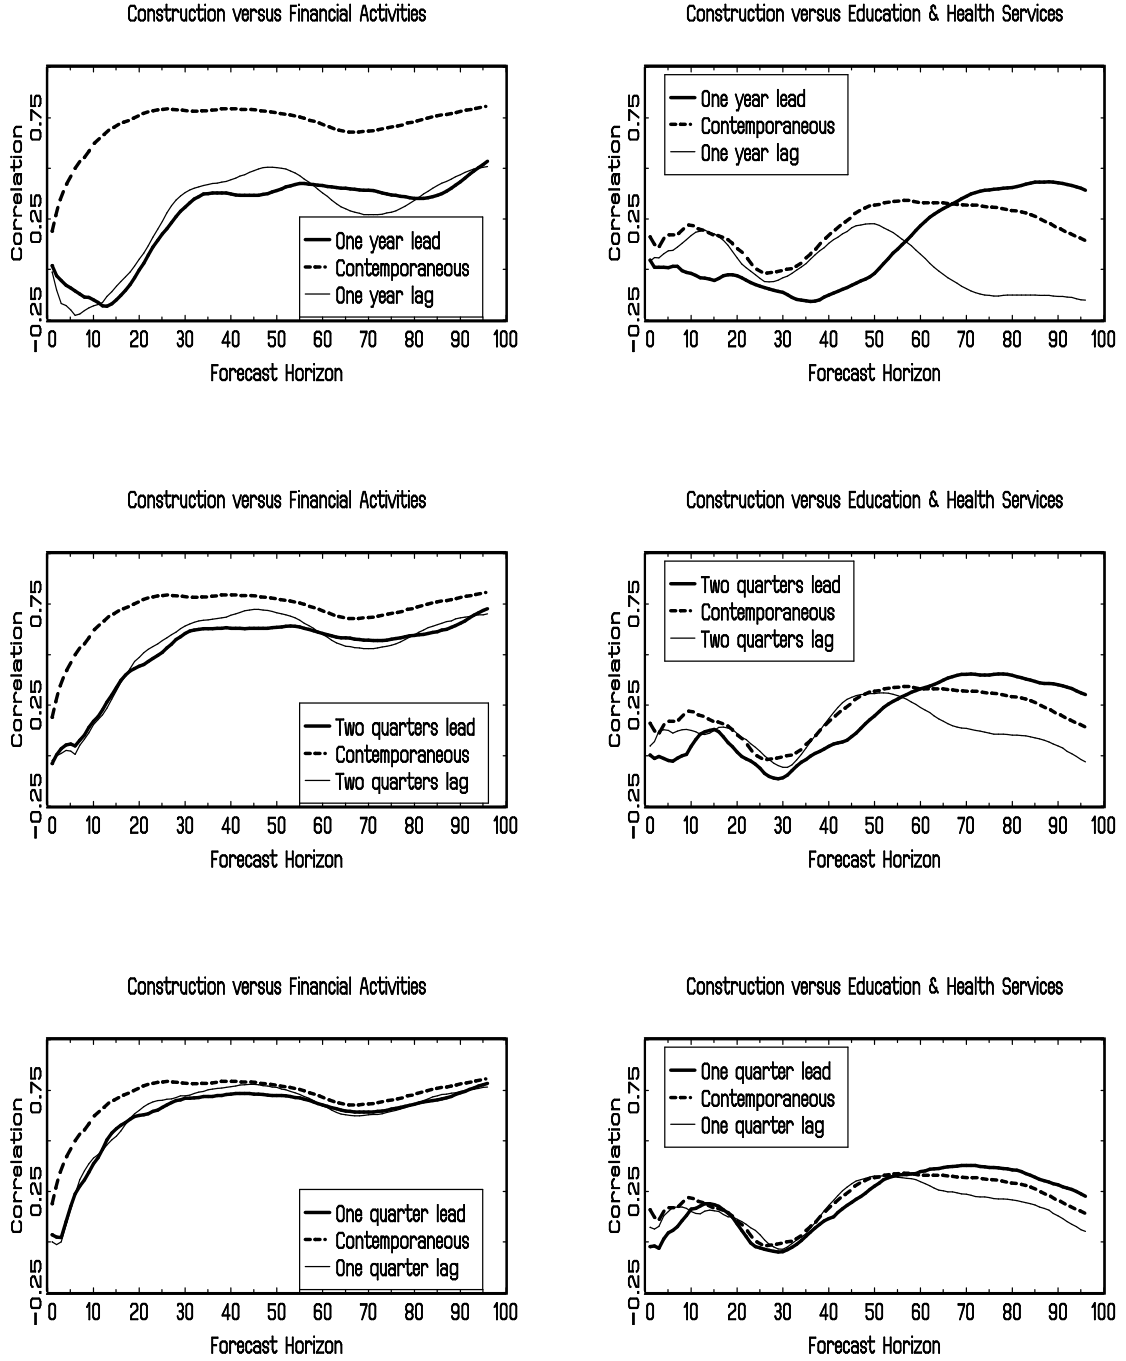 Construction versus Financial Activities
Correlation
-0.25 0.25 0.75
One year lead
Contemporaneous
One year lag
0 10 20 30 40 50 60 70 80 90 100
Forecast Horizon
Construction versus Education & Health Services
Correlation
-0.25 0.25 0.75
One year lead
Contemporaneous
One year lag
0 10 20 30 40 50 60 70 80 90 100
Forecast Horizon
Construction versus Financial Activities
Correlation
-0.25 0.25 0.75
Two quarters lead
Contemporaneous
Two quarters lag
0 10 20 30 40 50 60 70 80 90 100
Forecast Horizon
Construction versus Education & Health Services
Correlation
-0.25 0.25 0.75
Two quarters lead
Contemporaneous
Two quarters lag
0 10 20 30 40 50 60 70 80 90 100
Forecast Horizon
Construction versus Financial Activities
Correlation
-0.25 0.25 0.75
One quarter lead
Contemporaneous
One quarter lag
0 10 20 30 40 50 60 70 80 90 100
Forecast Horizon
Construction versus Education & Health Services
Correlation
-0.25 0.25 0.75
One quarter lead
Contemporaneous
One quarter lag
0 10 20 30 40 50 60 70 80 90 100
Forecast Horizon